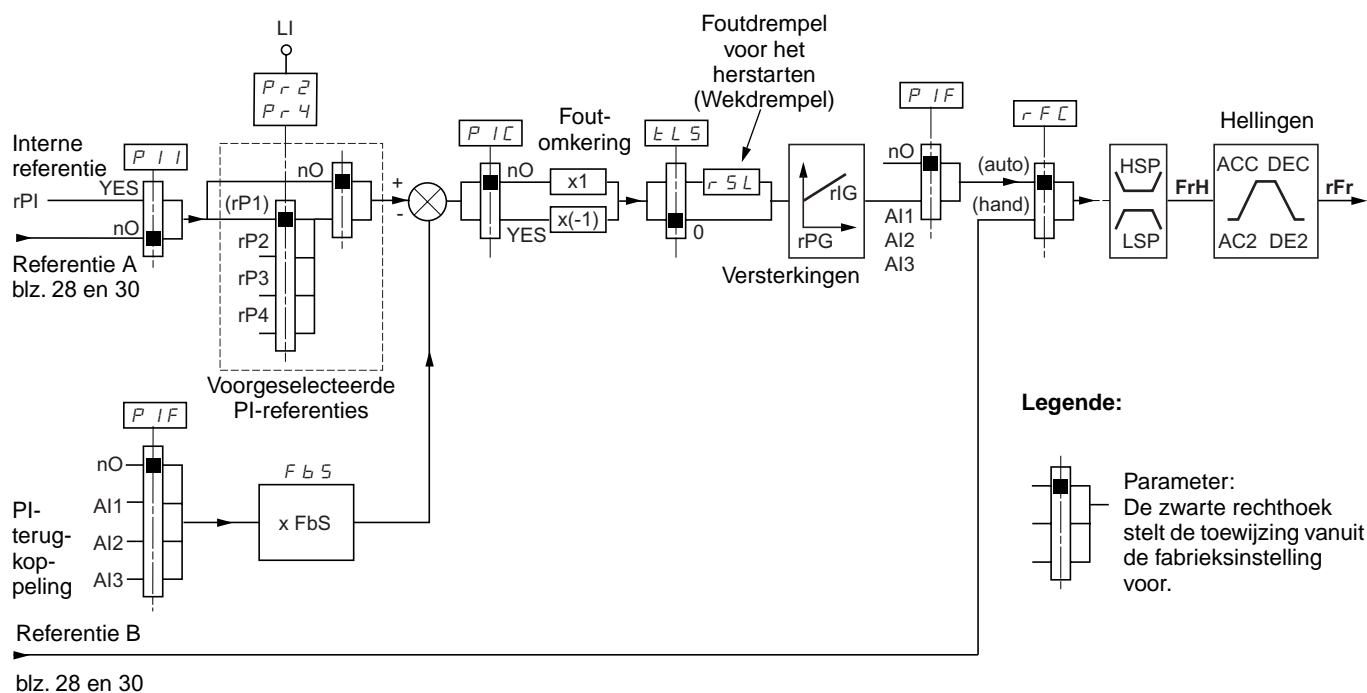 LI
Pr2
Pr4
Foutdrempel
voor het
herstarten
(Wekdrempel)
Interne
referentie
PII
YES
rPI
nO
Referentie A
blz. 28 en 30
nO
(rP1)
rP2
rP3
rP4
Voorgeselecteerde
PI-referenties
+
-
PIC
Fout-
omkering
nO
x1
YES
x(-1)
tLS
rSL
0
rIG
rPG
Versterkingen
PIF
nO
AI1
AI2
AI3
rFC
(auto)
(hand)
HSP
LSP
FrH
Hellingen
ACC DEC
AC2 DE2
rFr
PIF
nO
AI1
AI2
AI3
PI-
terug-
kop-
peling
FbS
x FbS
Legende:
Parameter:
De zwarte rechthoek
stelt de toewijzing vanuit
de fabrieksinstelling
voor.
Referentie B
blz. 28 en 30